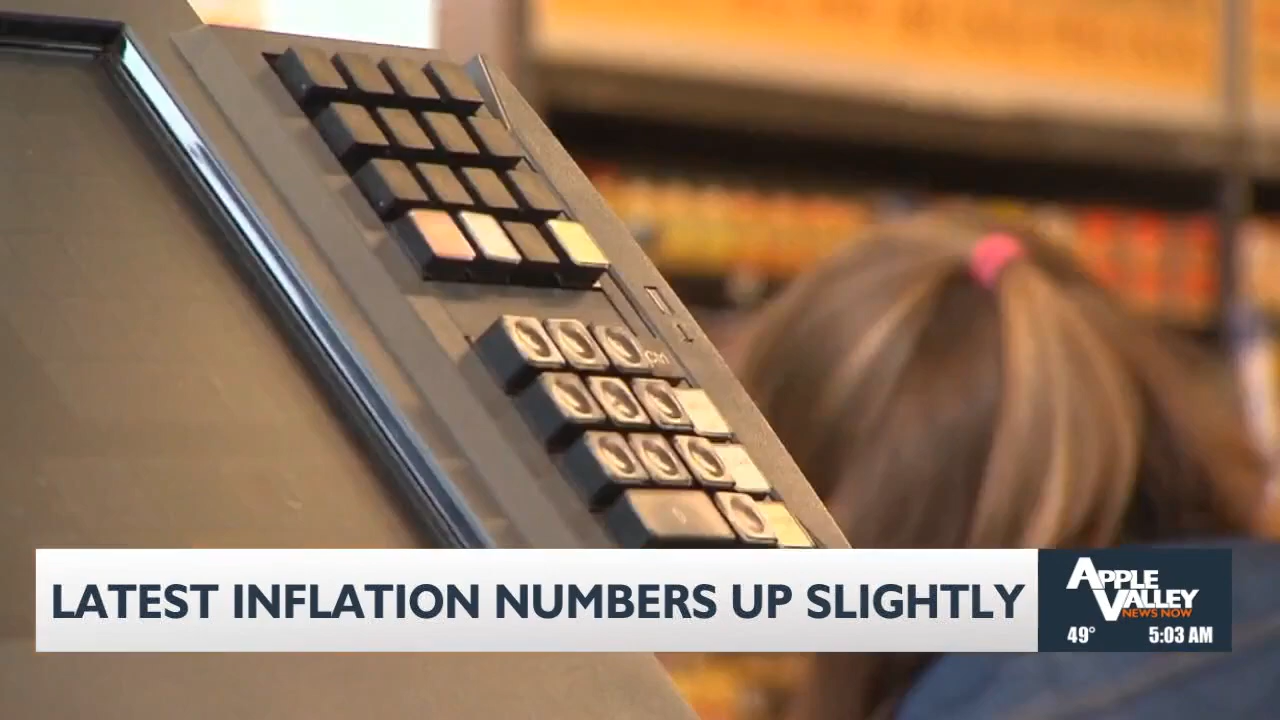 LATEST INFLATION NUMBERS UP SLIGHTLY
APPLE
VALLEY
NEWS NOW
49° 5:03 AM